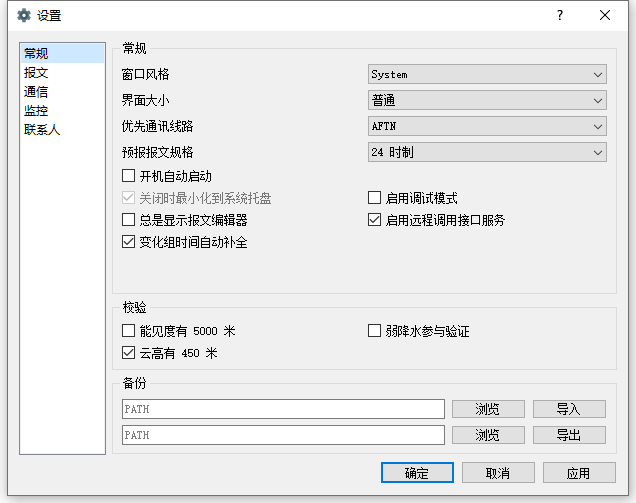 设置
常规
报文
通信
监控
联系人
常规
窗口风格 System
界面大小 普通
优先通讯线路 AFTN
预报报文规格 24 时制
开机自动启动
关闭时最小化到系统托盘 启用调试模式
总是显示报文编辑器 启用远程调用接口服务
变化组时间自动补全
校验
能见度有 5000 米 弱降水参与验证
云高有 450 米
备份
PATH 浏览 导入
PATH 浏览 导出
确定 取消 应用